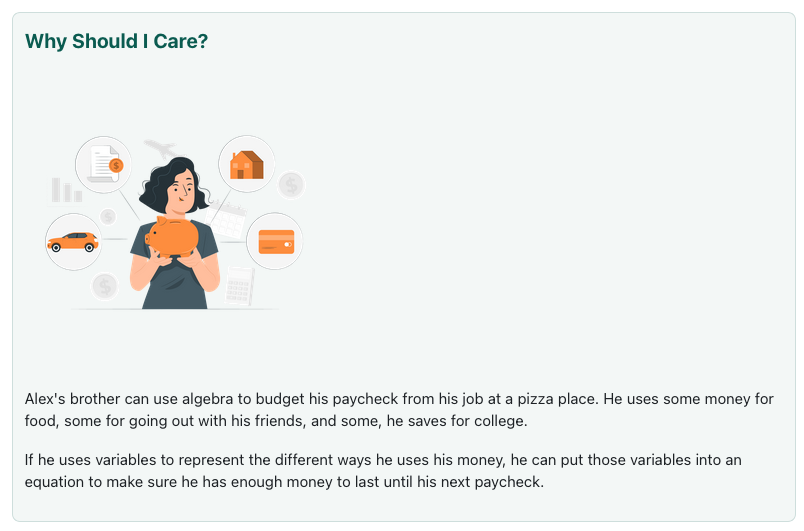 Why Should I Care?
$
$
$
$
Alex's brother can use algebra to budget his paycheck from his job at a pizza place. He uses some money for
food, some for going out with his friends, and some, he saves for college.
If he uses variables to represent the different ways he uses his money, he can put those variables into an
equation to make sure he has enough money to last until his next paycheck.